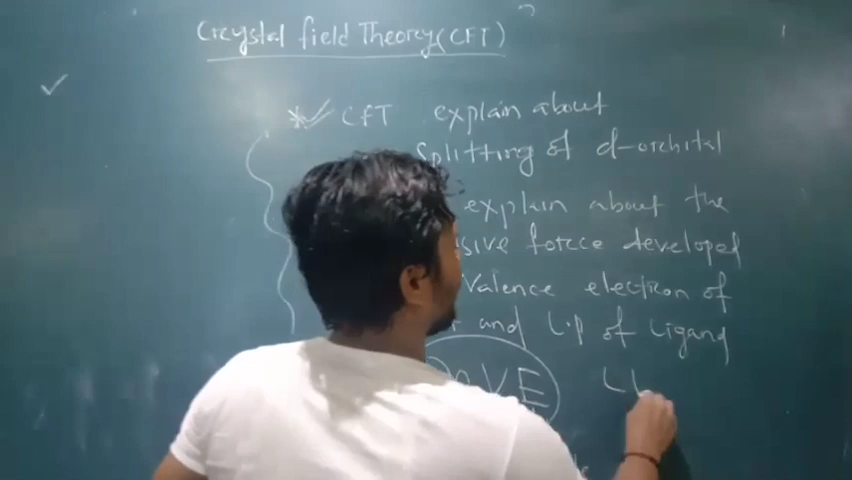 Crystal field Theory (CFT)
* CFT explain about
Splitting of d-orbital
explain about the
sive force developed
Valence electron of
and l.p of Ligand